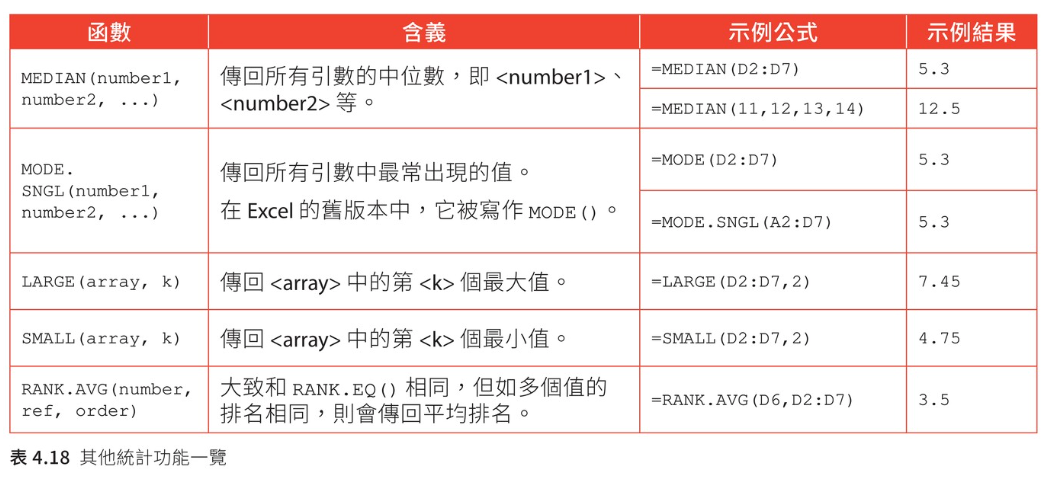 函數 含義 示例公式 示例結果
MEDIAN(number1, number2, ...)
傳回所有引數的中位數，即 <number1>、
<number2> 等。
=MEDIAN(D2:D7) 5.3
=MEDIAN(11,12,13,14) 12.5
MODE.
SNGL(number1,
number2, ...)
傳回所有引數中最常出現的值。
在 Excel 的舊版本中，它被寫作 MODE()。
=MODE(D2:D7) 5.3
=MODE.SNGL(A2:D7) 5.3
LARGE(array, k) 傳回 <array> 中的第 <k> 個最大值。 =LARGE(D2:D7,2) 7.45
SMALL(array, k) 傳回 <array> 中的第 <k> 個最小值。 =SMALL(D2:D7,2) 4.75
RANK.AVG(number,
ref, order)
大致和 RANK.EQ() 相同，但如多個值的
排名相同，則會傳回平均排名。
=RANK.AVG(D6,D2:D7) 3.5
表 4.18 其他統計功能一覽